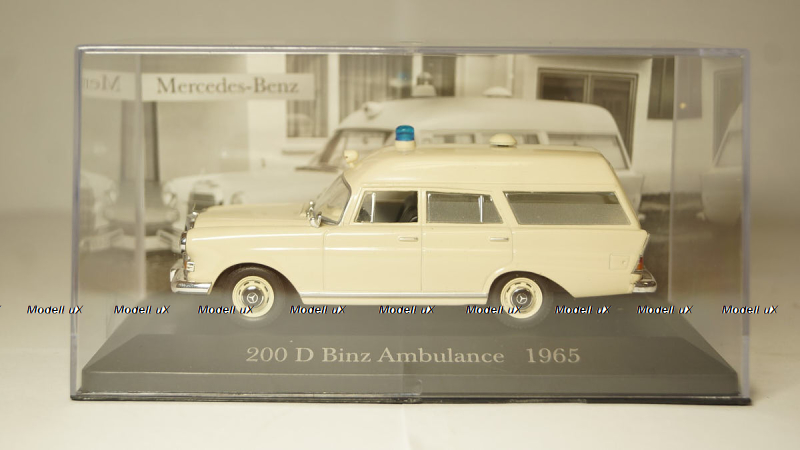 Mercedes-Benz
Modell uX Modell uX Modell uX Modell uX Modell uX Modell uX Modell uX Modell uX Modell uX
200 D Binz Ambulance 1965